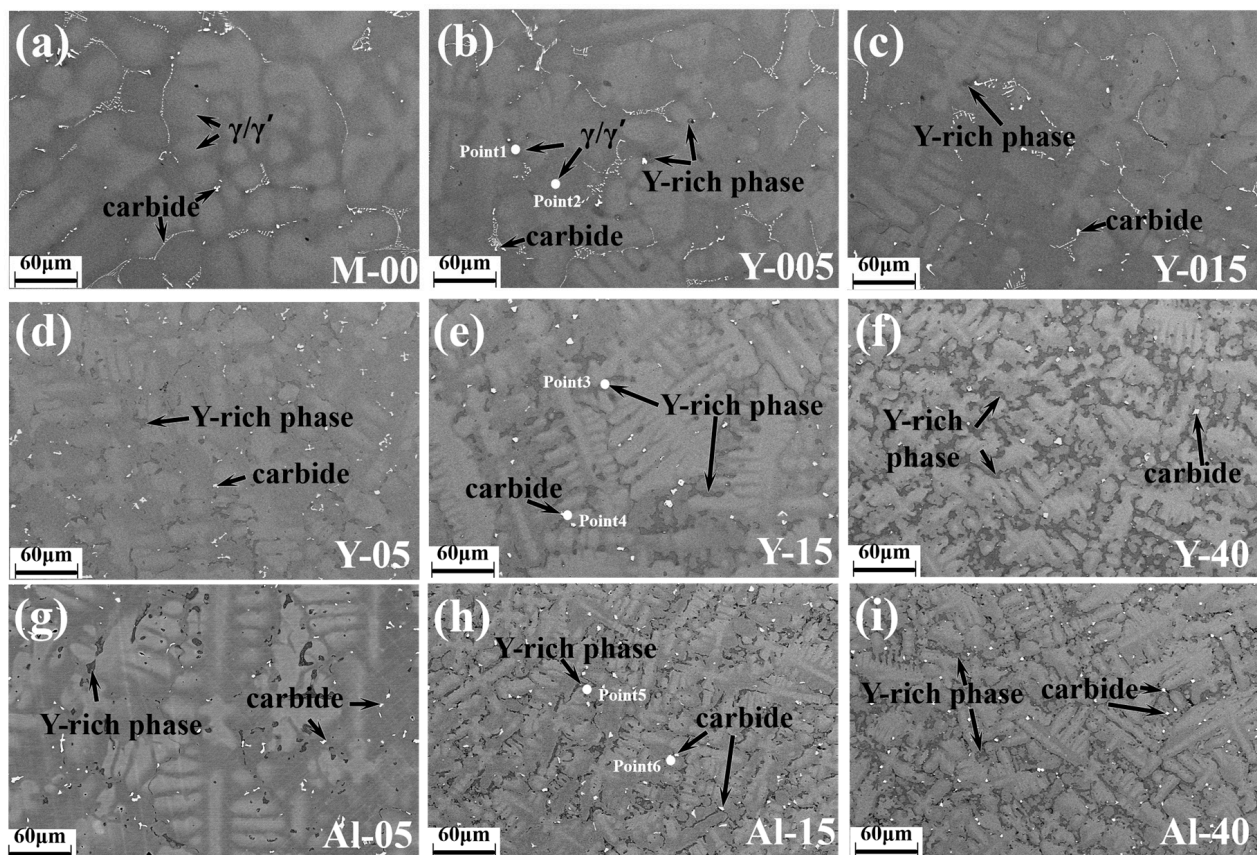 (a)
γ/γ′
carbide
60μm
M-00
(b)
Point1
γ/γ′
Point2
Y-rich phase
carbide
60μm
Y-005
(c)
Y-rich phase
carbide
60μm
Y-015
(d)
Y-rich phase
carbide
60μm
Y-05
(e)
Point3
Y-rich phase
carbide
Point4
60μm
Y-15
(f)
Y-rich
phase
carbide
60μm
Y-40
(g)
carbide
Y-rich phase
60μm
Al-05
(h)
Y-rich phase
Point5
carbide
Point6
60μm
Al-15
(i)
Y-rich phase
carbide
60μm
Al-40